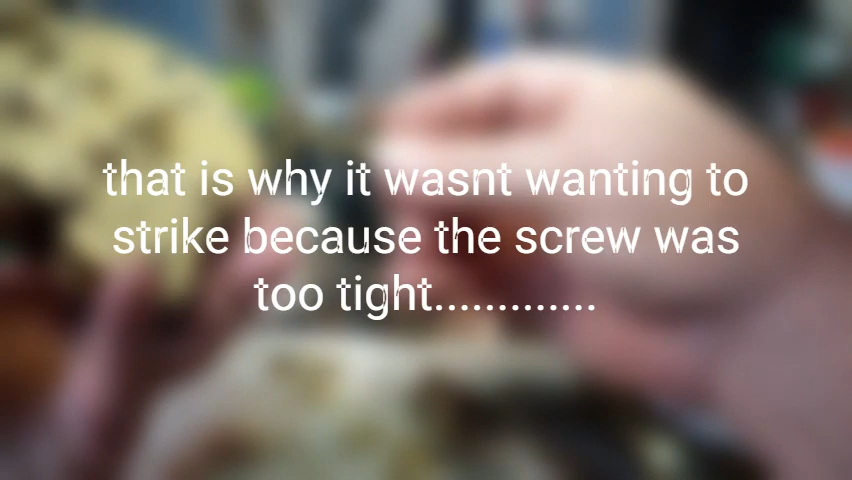 that is why it wasnt wanting to
strike because the screw was
too tight.............